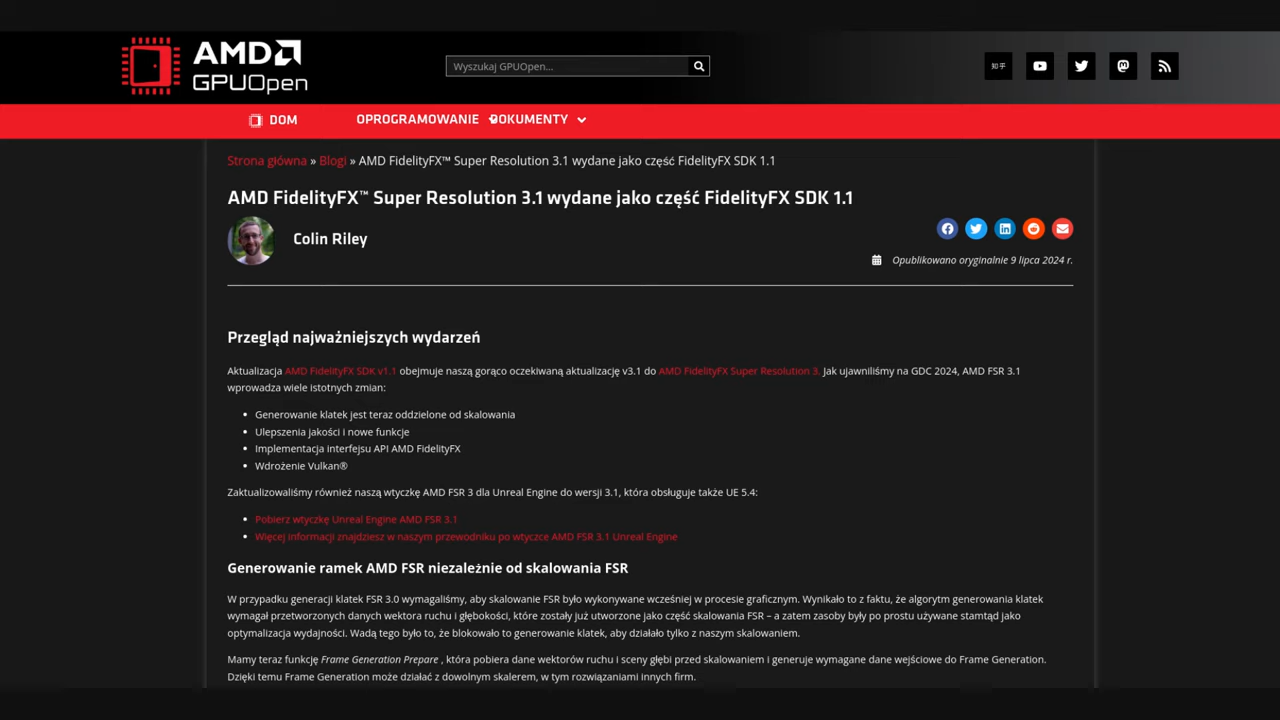 AMD
GPUOpen
Wyszukaj GPUOpen...
知乎
DOM
OPROGRAMOWANIE
DOKUMENTY
Strona główna » Blogi » AMD FidelityFX™ Super Resolution 3.1 wydane jako część FidelityFX SDK 1.1
AMD FidelityFX™ Super Resolution 3.1 wydane jako część FidelityFX SDK 1.1
Colin Riley
Opublikowano oryginalnie 9 lipca 2024 r.
Przegląd najważniejszych wydarzeń
Aktualizacja AMD FidelityFX SDK v1.1 obejmuje naszą gorąco oczekiwaną aktualizację v3.1 do AMD FidelityFX Super Resolution 3. Jak ujawniliśmy na GDC 2024, AMD FSR 3.1
wprowadza wiele istotnych zmian:
• Generowanie klatek jest teraz oddzielone od skalowania
• Ulepszenia jakości i nowe funkcje
• Implementacja interfejsu API AMD FidelityFX
• Wdrożenie Vulkan®
Zaktualizowaliśmy również naszą wtyczkę AMD FSR 3 dla Unreal Engine do wersji 3.1, która obsługuje także UE 5.4:
• Pobierz wtyczkę Unreal Engine AMD FSR 3.1
• Więcej informacji znajdziesz w naszym przewodniku po wtyczce AMD FSR 3.1 Unreal Engine
Generowanie ramek AMD FSR niezależnie od skalowania FSR
W przypadku generacji klatek FSR 3.0 wymagaliśmy, aby skalowanie FSR było wykonywane wcześniej w procesie graficznym. Wynikało to z faktu, że algorytm generowania klatek
wymagał przetworzonych danych wektora ruchu i głębokości, które zostały już utworzone jako część skalowania FSR – a zatem zasoby były po prostu używane stamtąd jako
optymalizacja wydajności. Wadą tego było to, że blokowało to generowanie klatek, aby działało tylko z naszym skalowaniem.
Mamy teraz funkcję Frame Generation Prepare , która pobiera dane wektorów ruchu i sceny głębi przed skalowaniem i generuje wymagane dane wejściowe do Frame Generation.
Dzięki temu Frame Generation może działać z dowolnym skalerem, w tym rozwiązaniami innych firm.